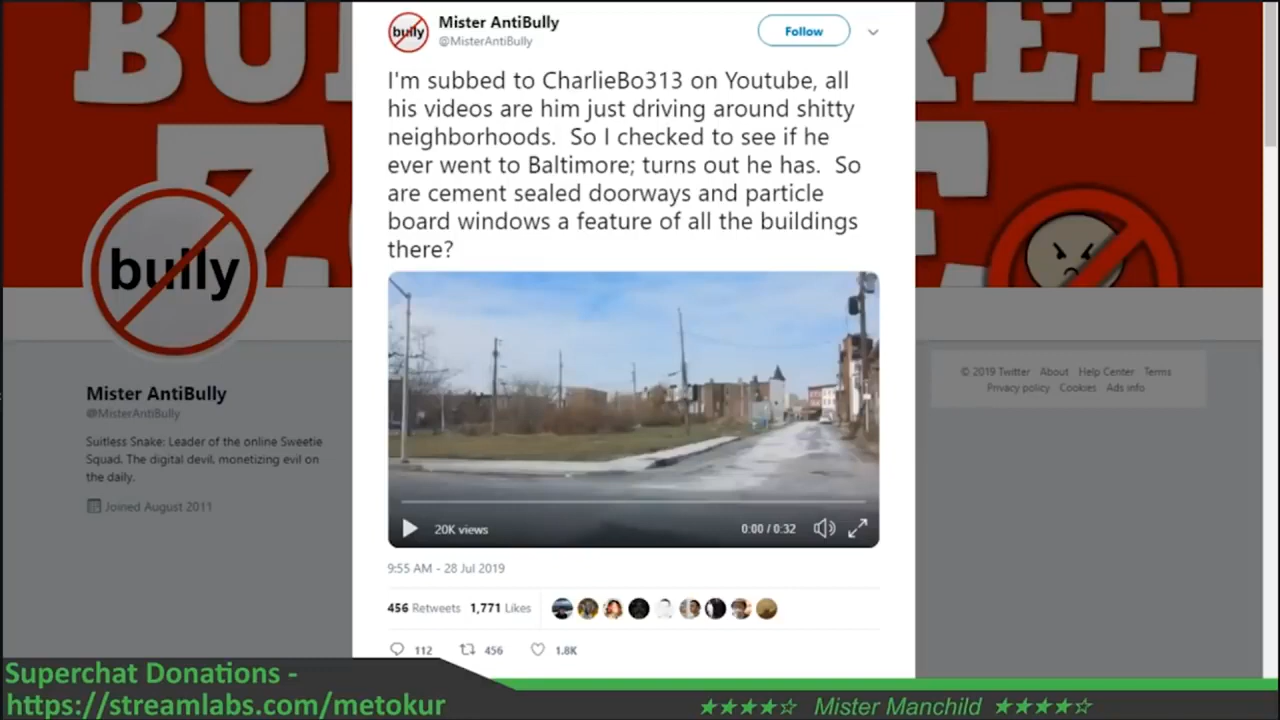 BU
REE
Z
E
bully
bully
Mister AntiBully
@MisterAntiBully
Follow
I'm subbed to CharlieBo313 on Youtube, all
his videos are him just driving around shitty
neighborhoods. So I checked to see if he
ever went to Baltimore; turns out he has. So
are cement sealed doorways and particle
board windows a feature of all the buildings
there?
20K views
0:00 / 0:32
9:55 AM - 28 Jul 2019
456 Retweets 1,771 Likes
112 456 1.8K
Mister AntiBully
@MisterAntiBully
Suitless Snake: Leader of the online Sweetie
Squad. The digital devil, monetizing evil on
the daily.
Joined August 2011
© 2019 Twitter About Help Center Terms
Privacy policy Cookies Ads info
Superchat Donations -
https://streamlabs.com/metokur
★★★★☆ Mister Manchild ★★★★☆